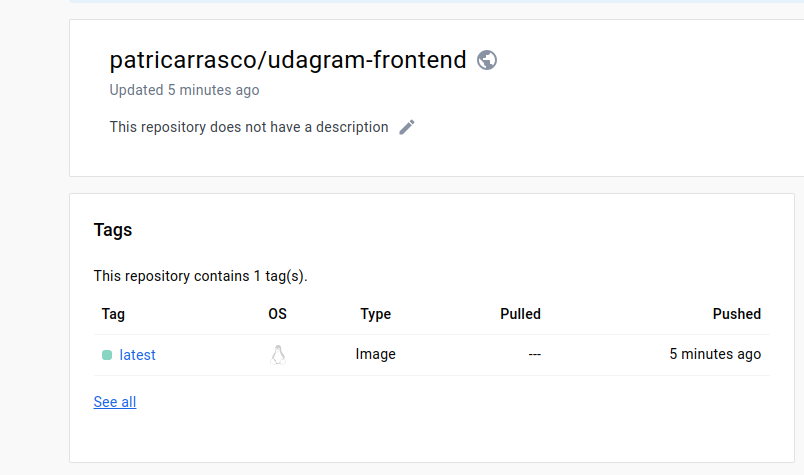 patricarrasco/udagram-frontend
Updated 5 minutes ago
This repository does not have a description
Tags
This repository contains 1 tag(s).
Tag OS Type Pulled Pushed
latest Image --- 5 minutes ago
See all